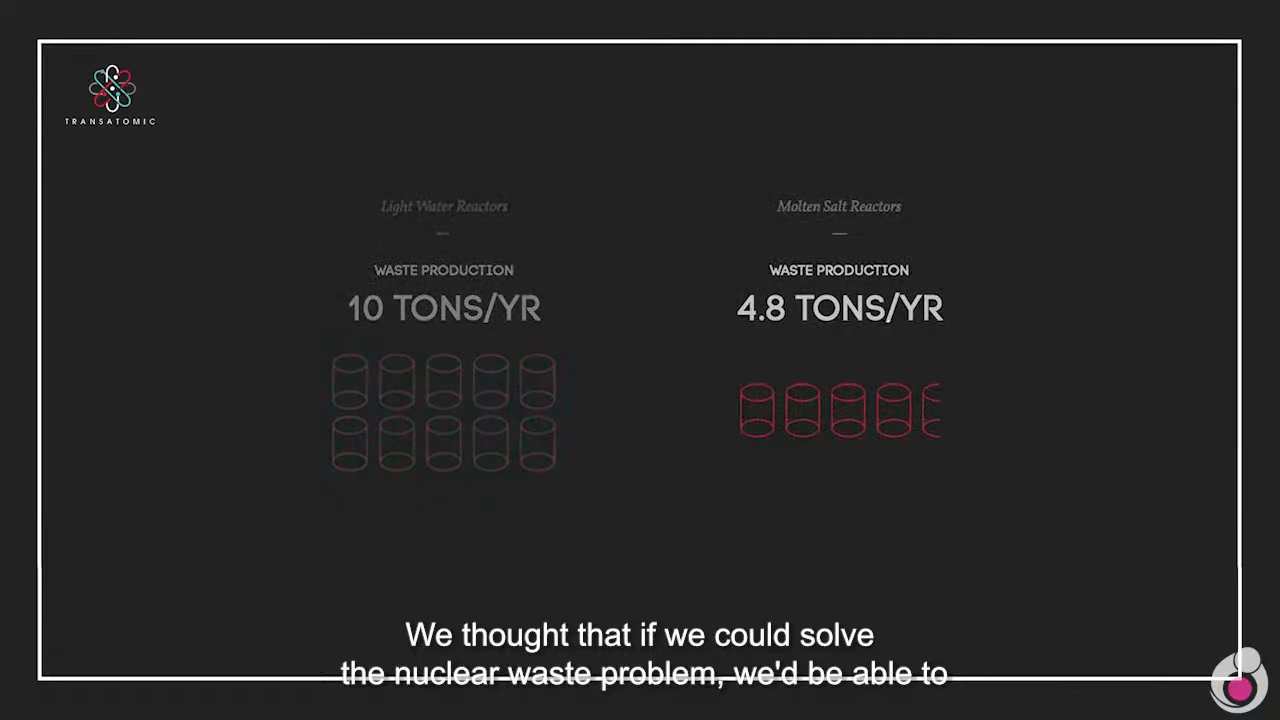 TRANSATOMIC
Light Water Reactors
WASTE PRODUCTION
10 TONS/YR
Molten Salt Reactors
WASTE PRODUCTION
4.8 TONS/YR
We thought that if we could solve
the nuclear waste problem, we'd be able to